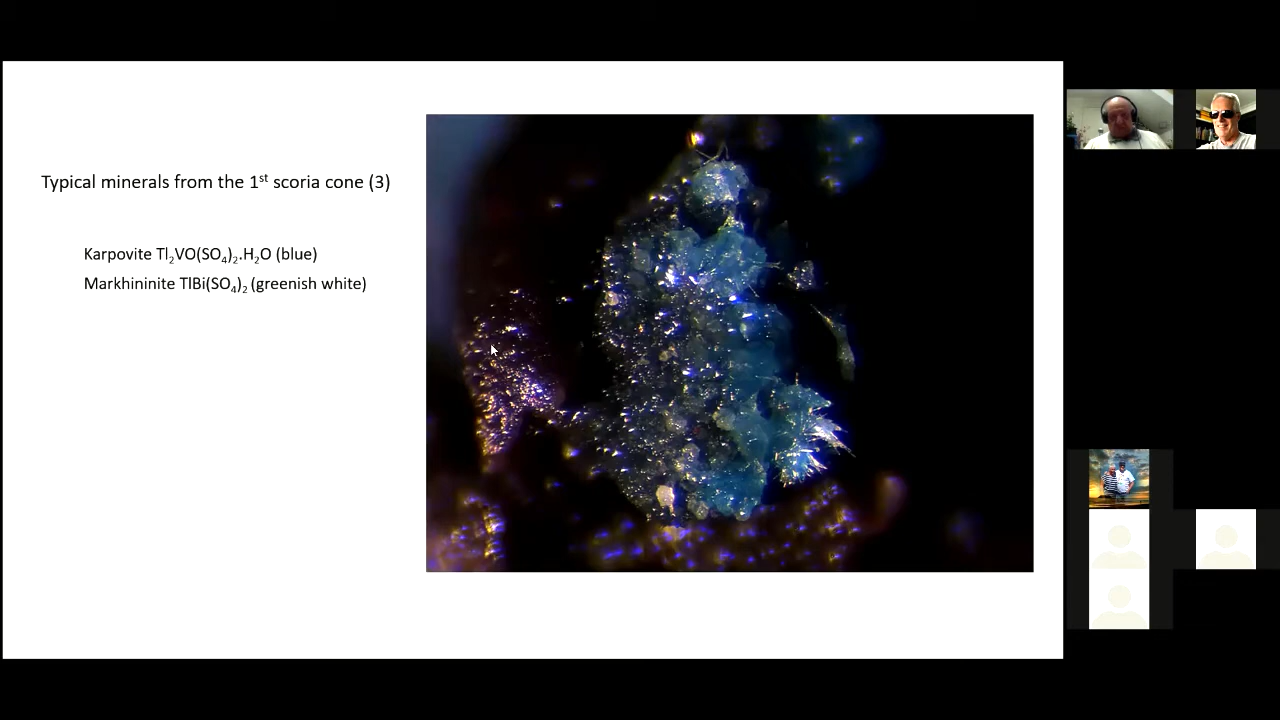 Typical minerals from the 1st scoria cone (3)
Karpovite Tl₂VO(SO₄)₂.H₂O (blue)
Markhininite TlBi(SO₄)₂ (greenish white)